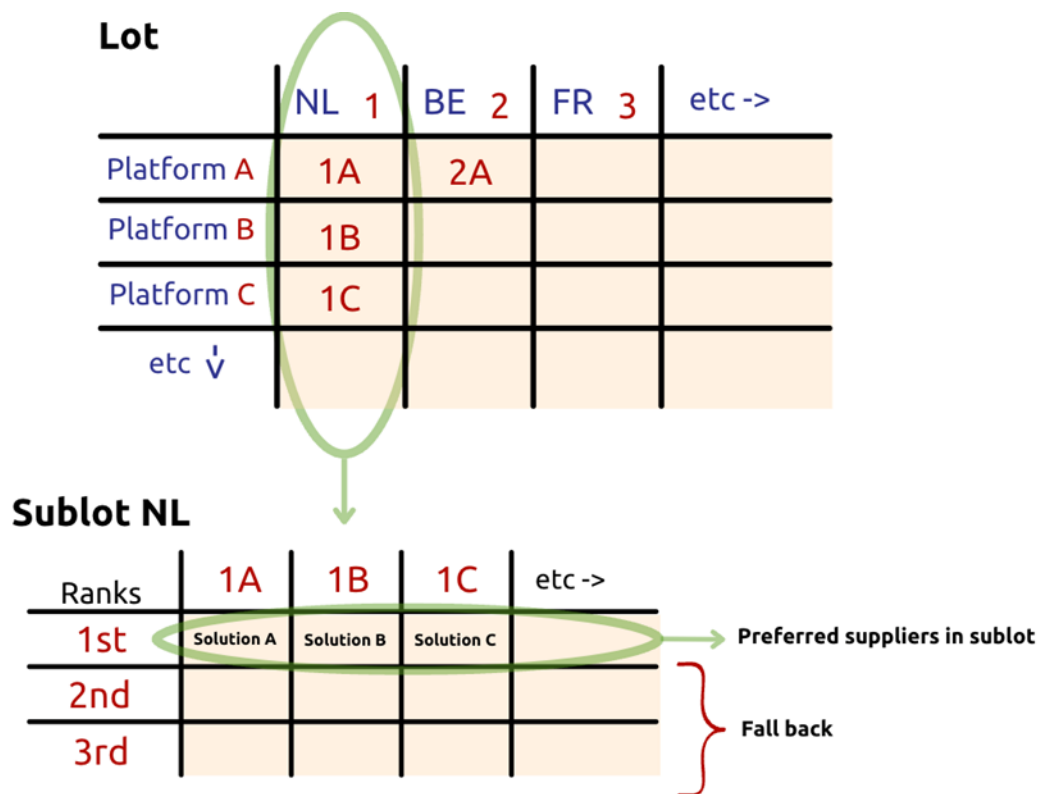 Lot
NL 1 BE 2 FR 3 etc ->
Platform A 1A 2A
Platform B 1B
Platform C 1C
etc ->
Sublot NL
Ranks 1A 1B 1C etc ->
1st Solution A Solution B Solution C Preferred suppliers in sublot
2nd
Fall back
3rd